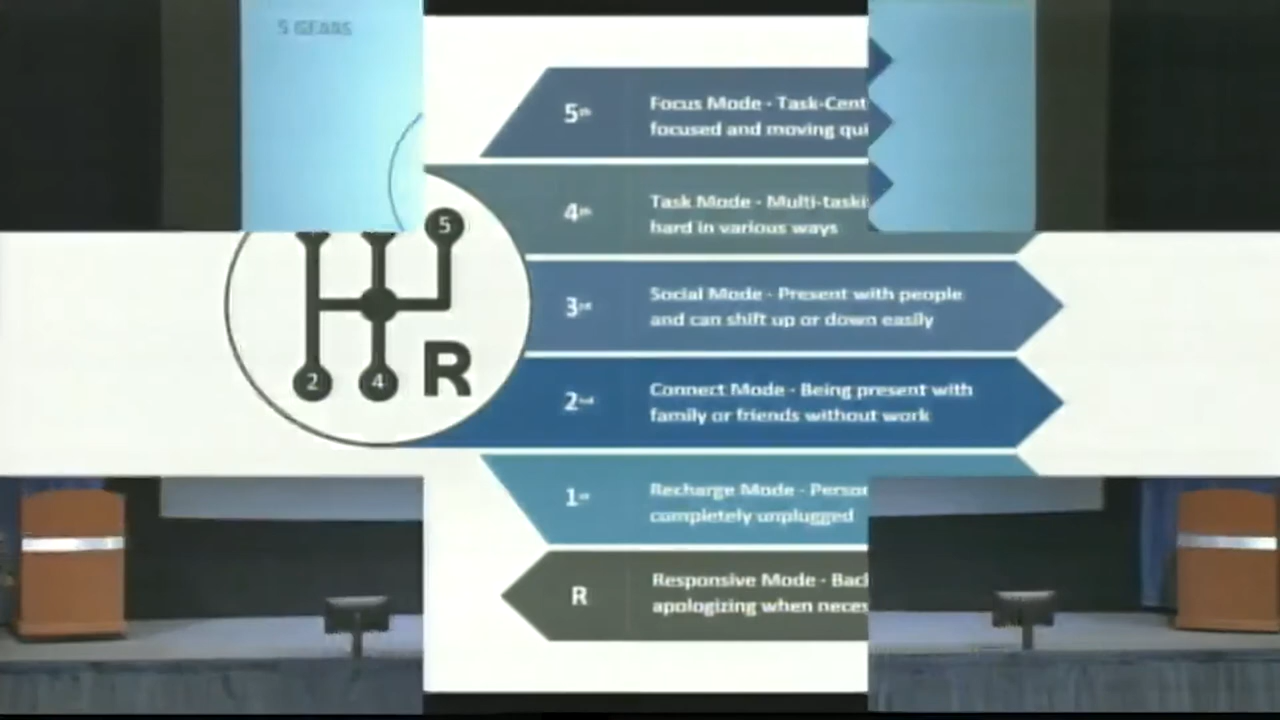 5 GEARS
5th
Focus Mode - Task-Cent
focused and moving qui
4th
Task Mode - Multi-taski
hard in various ways
3rd
Social Mode - Present with people
and can shift up or down easily
2nd
Connect Mode - Being present with
family or friends without work
1st
Recharge Mode - Person
completely unplugged
R
Responsive Mode - Back
apologizing when neces
5
2
4
R